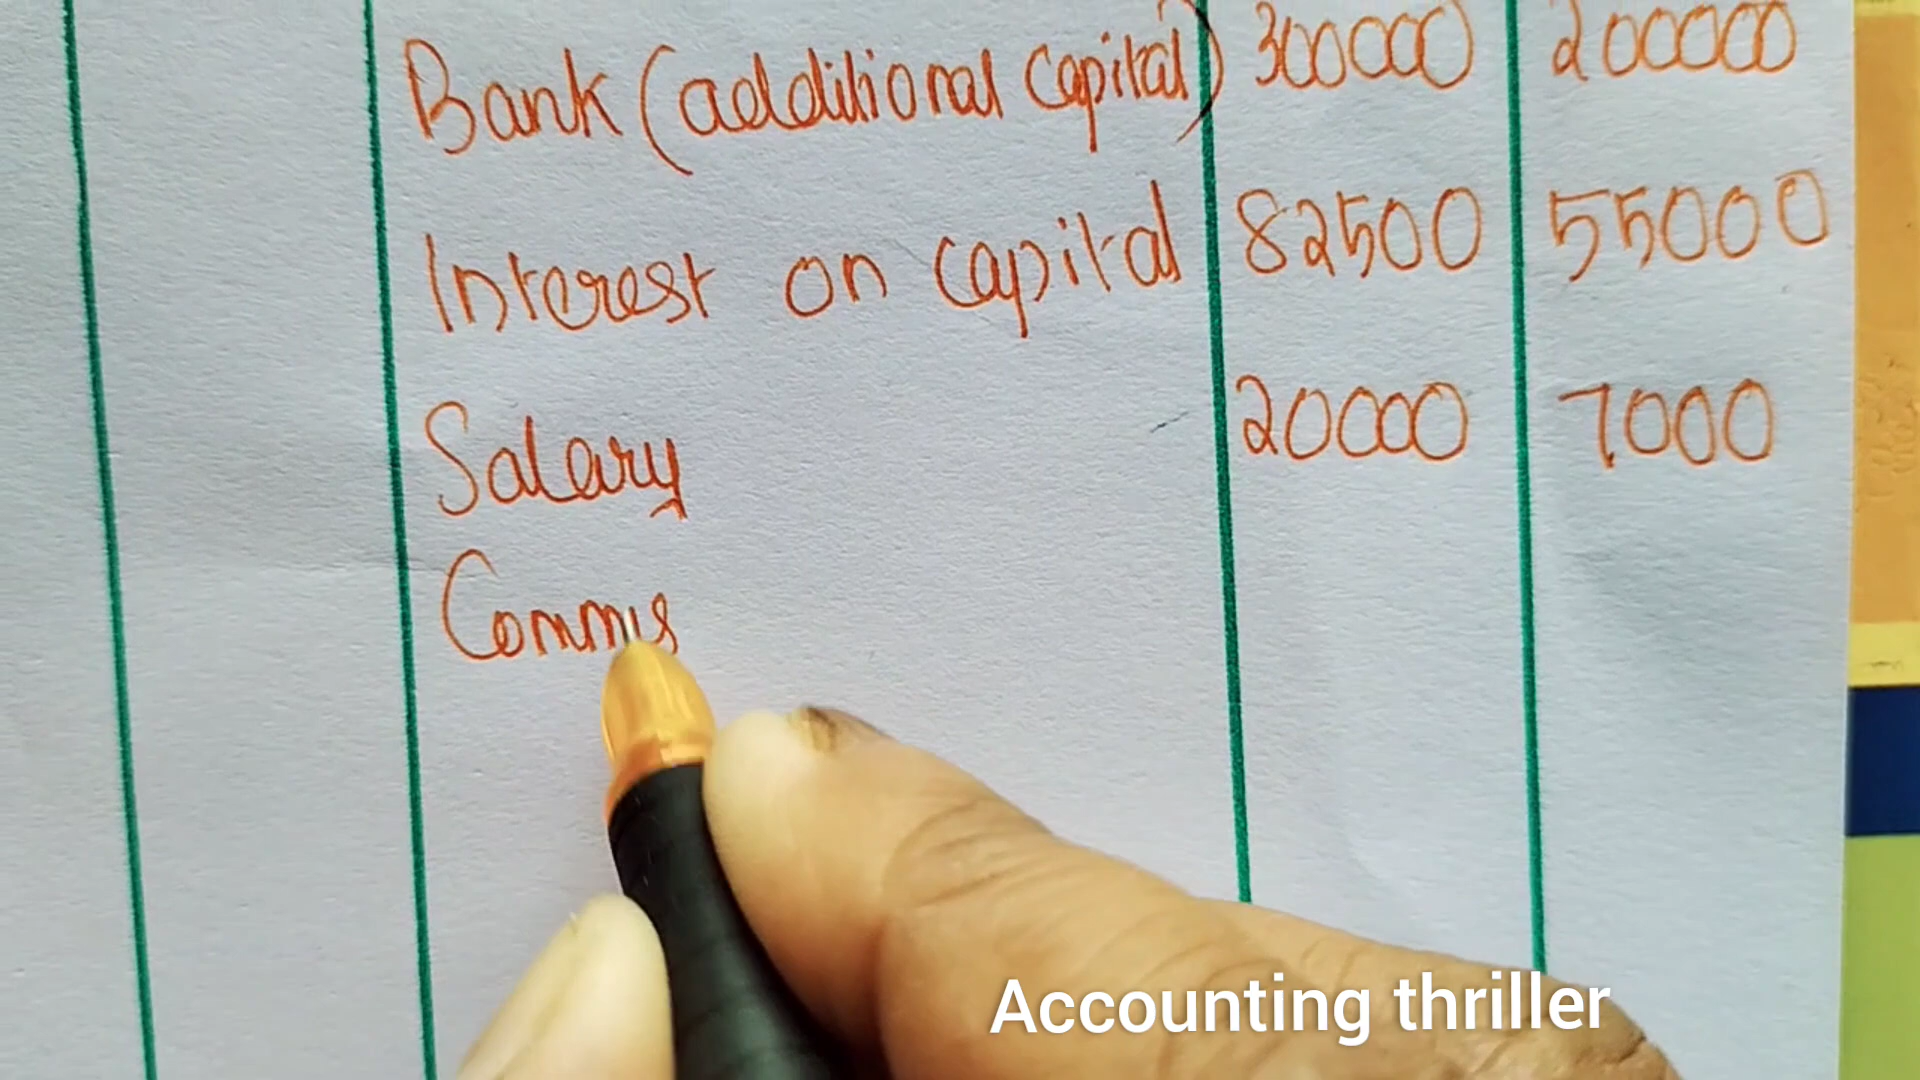 Bank (additional capital) 300000 200000
Interest on capital 82500 55000
Salary 20000 7000
Commis
Accounting thriller